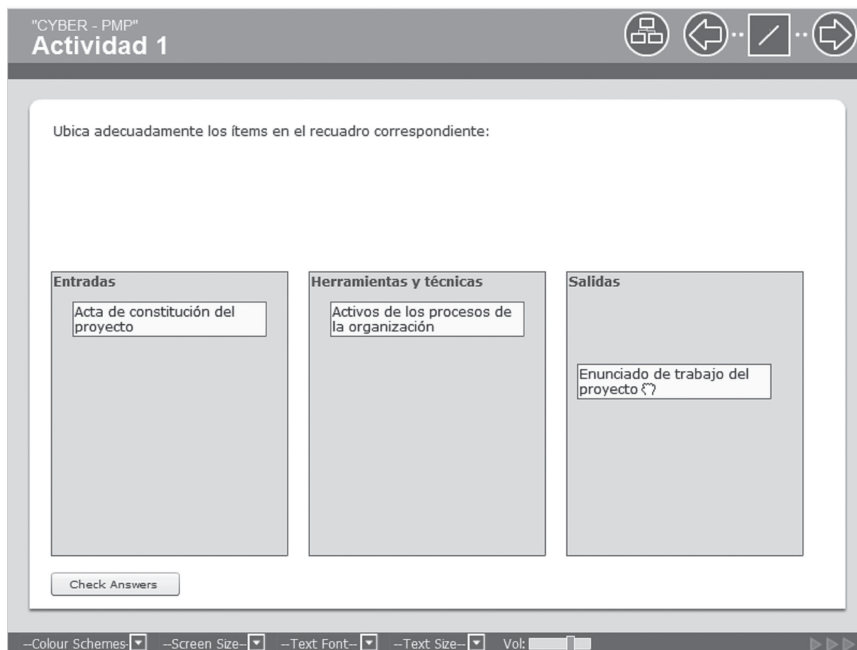 "CYBER - PMP"
Actividad 1
Ubica adecuadamente los ítems en el recuadro correspondiente:
Entradas
Acta de constitución del
proyecto
Herramientas y técnicas
Activos de los procesos de
la organización
Salidas
Enunciado de trabajo del
proyecto
Check Answers
--Colour Schemes- --Screen Size-- --Text Font-- --Text Size-- Vol: